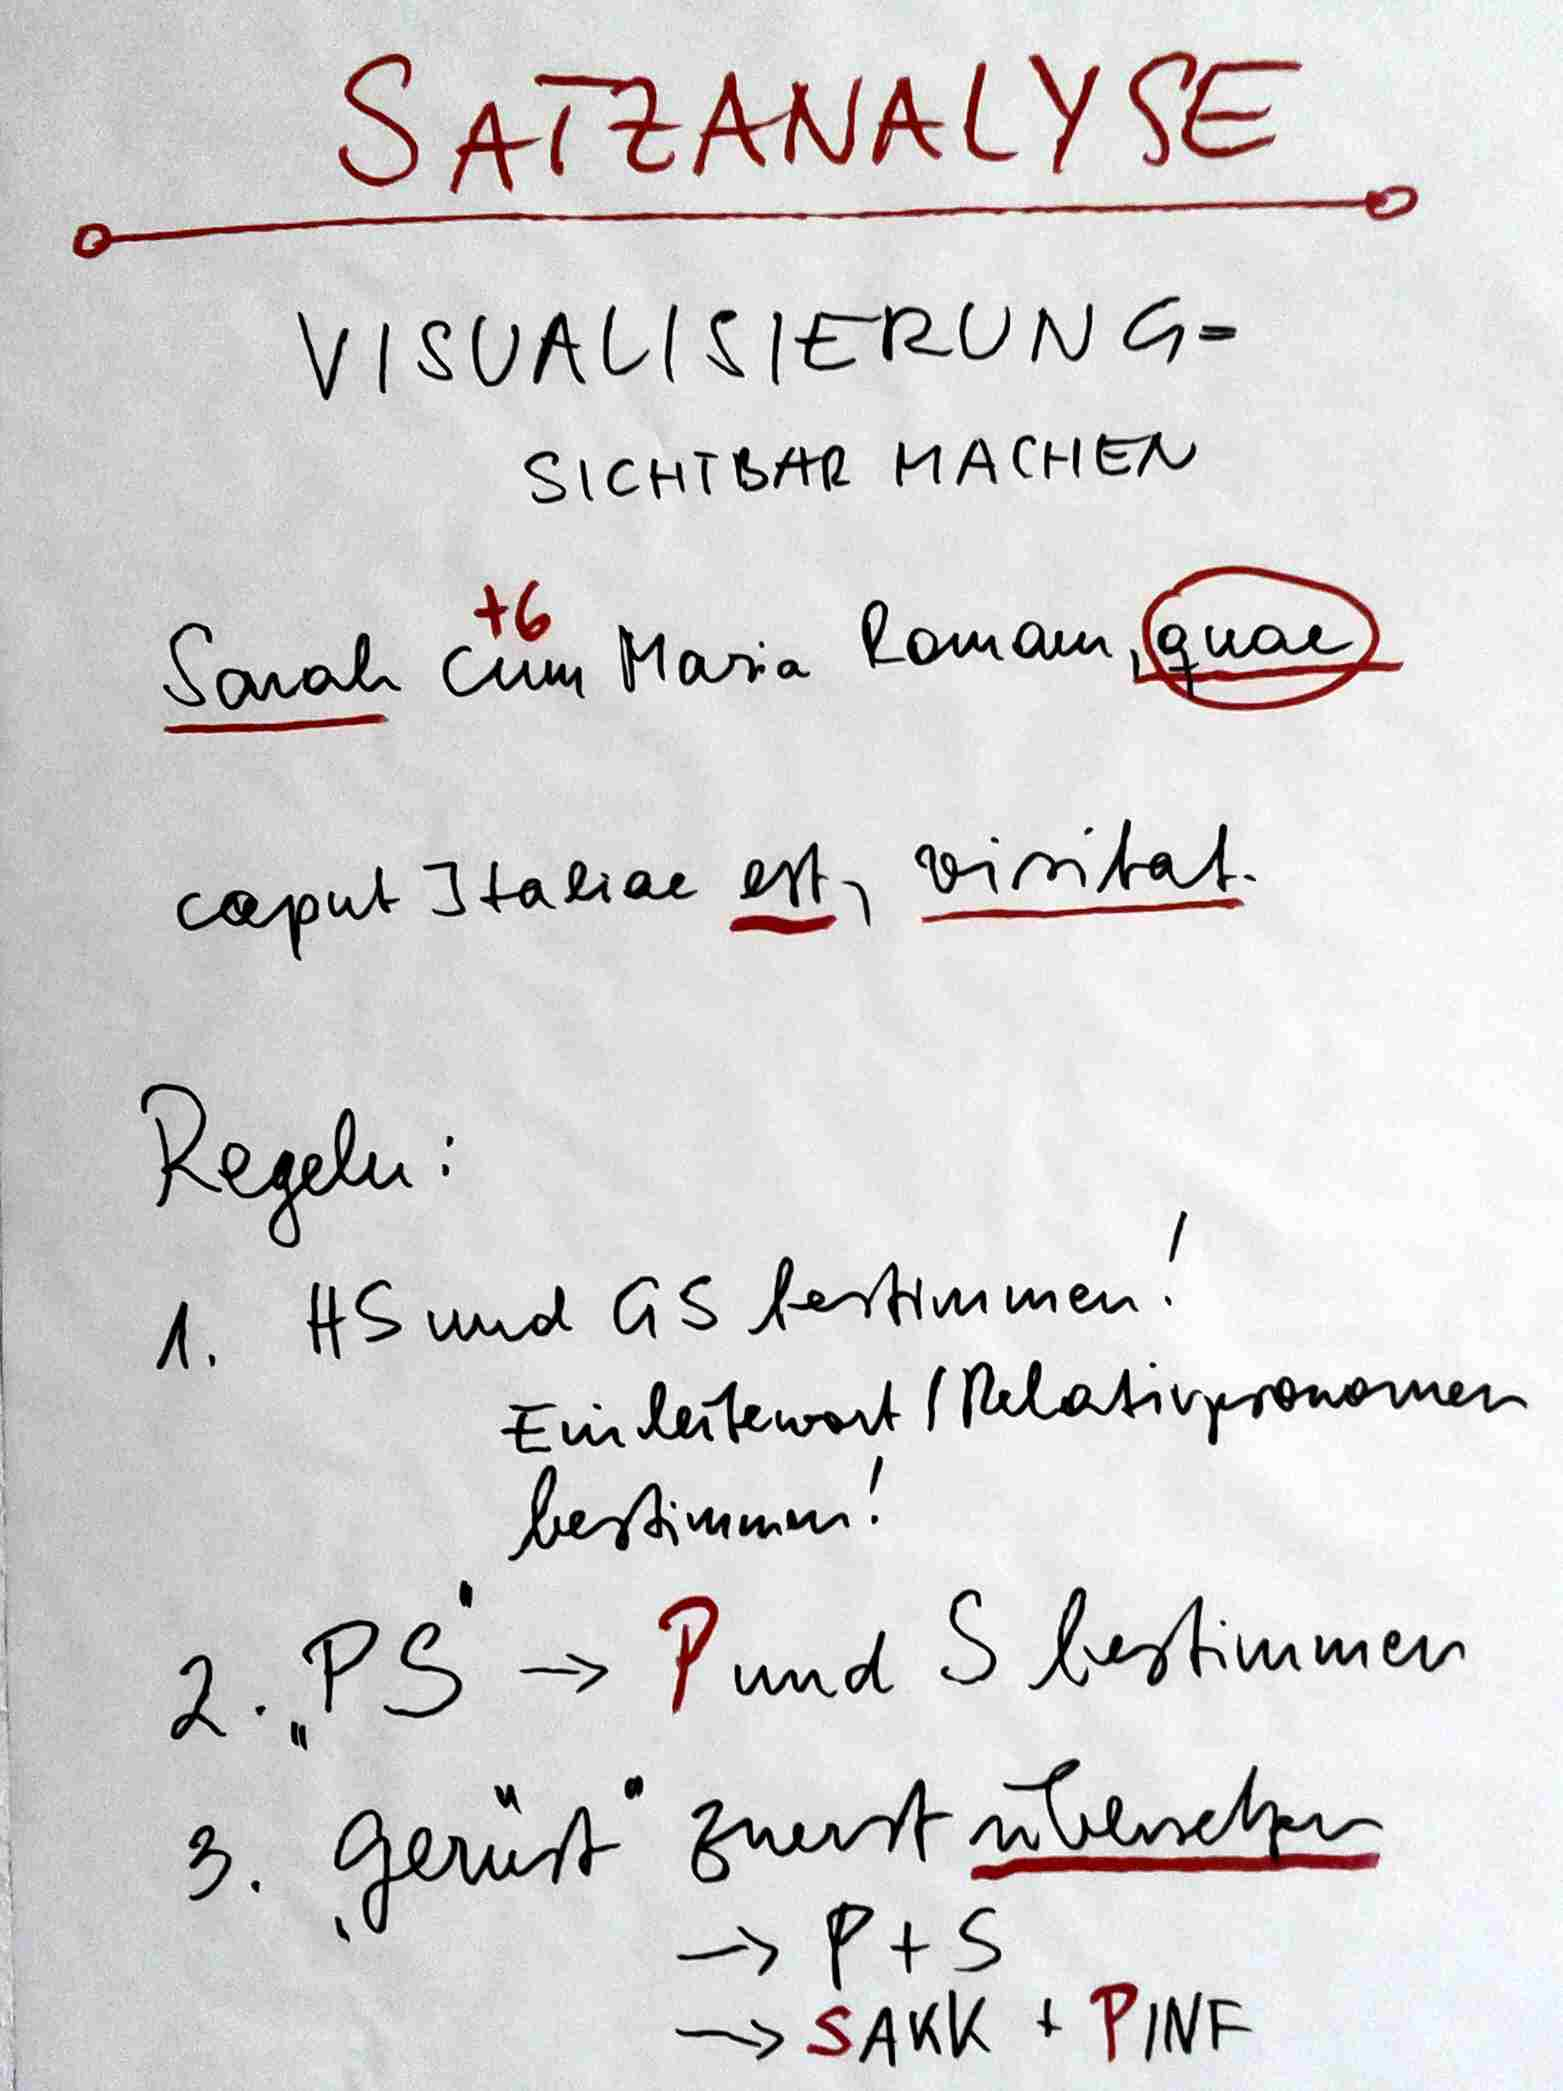 SATZANALYSE
VISUALISIERUNG =
SICHTBAR MACHEN
+6
Sarah cum Maria Romam, quae
caput Italiae est, visitat.
Regeln:
1. HS und GS bestimmen!
Einleitewort / Relativpronomen
bestimmen!
2. „PS" → P und S bestimmen
3. „Gerüst" zuerst übersetzen
→ P + S
→ SAKK + PINF